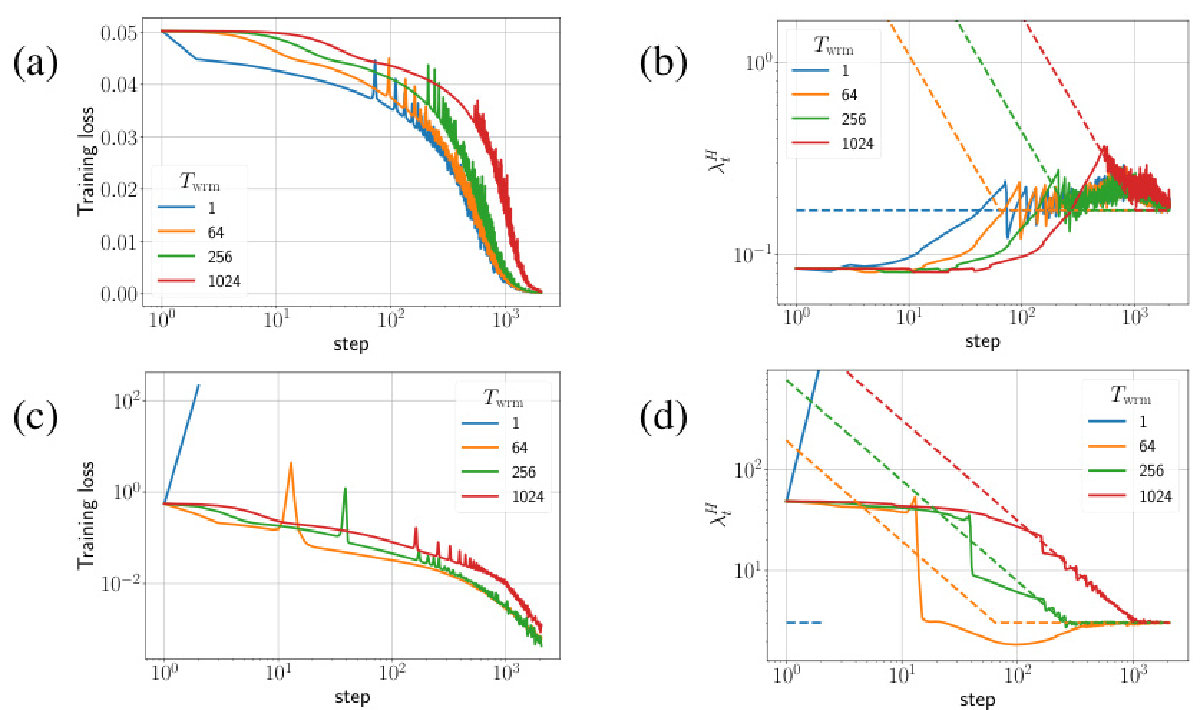 (a)
Training loss
0.05
0.04
0.03
0.02
0.01
0.00
T_wrm
1
64
256
1024
10^0
10^1
10^2
10^3
step
(b)
λ_t^H
10^0
10^-1
T_wrm
1
64
256
1024
10^0
10^1
10^2
10^3
step
(c)
Training loss
10^2
10^0
10^-2
T_wrm
1
64
256
1024
10^0
10^1
10^2
10^3
step
(d)
λ_t^H
10^2
10^1
T_wrm
1
64
256
1024
10^0
10^1
10^2
10^3
step